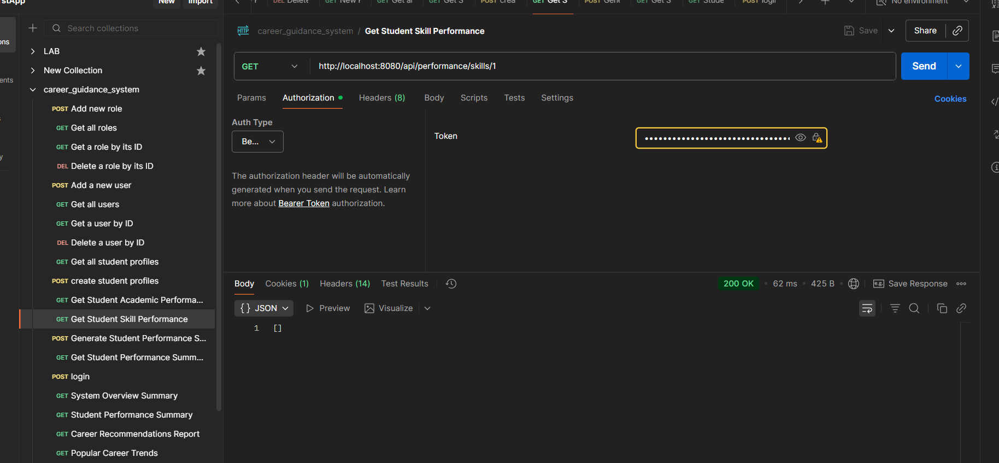 rstApp
New
Import
DEL Delete
GET New Y
GET Get al
GET Get S
POST crea
GET Get S
POST Gene
GET Get S
GET Stude
POST login
No environment
ons
ents
s
y
Search collections
LAB
New Collection
career_guidance_system
POST Add new role
GET Get all roles
GET Get a role by its ID
DEL Delete a role by its ID
POST Add a new user
GET Get all users
GET Get a user by ID
DEL Delete a user by ID
GET Get all student profiles
POST create student profiles
GET Get Student Academic Performa...
GET Get Student Skill Performance
POST Generate Student Performance S...
GET Get Student Performance Summ...
POST login
GET System Overview Summary
GET Student Performance Summary
GET Career Recommendations Report
GET Popular Career Trends
HTTP career_guidance_system / Get Student Skill Performance
Save
Share
GET http://localhost:8080/api/performance/skills/1
Send
Params Authorization Headers (8) Body Scripts Tests Settings
Cookies
Auth Type
Be...
The authorization header will be automatically
generated when you send the request. Learn
more about Bearer Token authorization.
Token
Body Cookies (1) Headers (14) Test Results
200 OK • 62 ms • 425 B • e.g. Save Response
{} JSON Preview Visualize
1 []